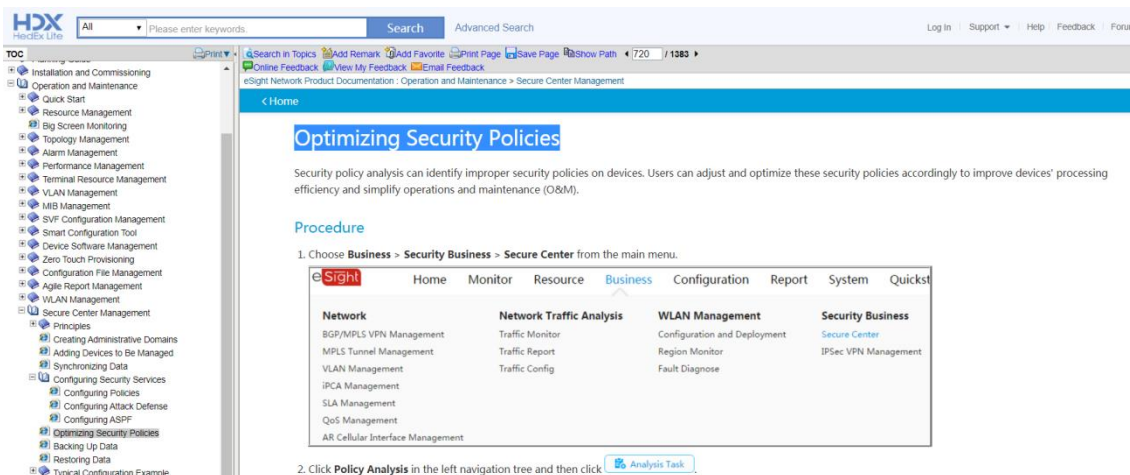 HDX
HedEx Lite
All
Please enter keywords.
Search
Advanced Search
Log In
Support
Help
Feedback
TOC
Print
Search in Topics
Add Remark
Add Favorite
Print Page
Save Page
Show Path
720
/ 1383
Online Feedback
View My Feedback
Email Feedback
eSight Network Product Documentation : Operation and Maintenance > Secure Center Management
Installation and Commissioning
Operation and Maintenance
Quick Start
Resource Management
Big Screen Monitoring
Topology Management
Alarm Management
Performance Management
Terminal Resource Management
VLAN Management
MIB Management
SVF Configuration Management
Smart Configuration Tool
Device Software Management
Zero Touch Provisioning
Configuration File Management
Agile Report Management
WLAN Management
Secure Center Management
Principles
Creating Administrative Domains
Adding Devices to Be Managed
Synchronizing Data
Configuring Security Services
Configuring Policies
Configuring Attack Defense
Configuring ASPF
Optimizing Security Policies
Backing Up Data
Restoring Data
Typical Configuration Example
< Home
Optimizing Security Policies
Security policy analysis can identify improper security policies on devices. Users can adjust and optimize these security policies accordingly to improve devices' processing
efficiency and simplify operations and maintenance (O&M).
Procedure
1. Choose Business > Security Business > Secure Center from the main menu.
eSight
Home
Monitor
Resource
Business
Configuration
Report
System
Quickst
Network
BGP/MPLS VPN Management
MPLS Tunnel Management
VLAN Management
iPCA Management
SLA Management
QoS Management
AR Cellular Interface Management
Network Traffic Analysis
Traffic Monitor
Traffic Report
Traffic Config
WLAN Management
Configuration and Deployment
Region Monitor
Fault Diagnose
Security Business
Secure Center
IPSec VPN Management
2. Click Policy Analysis in the left navigation tree and then click Analysis Task.